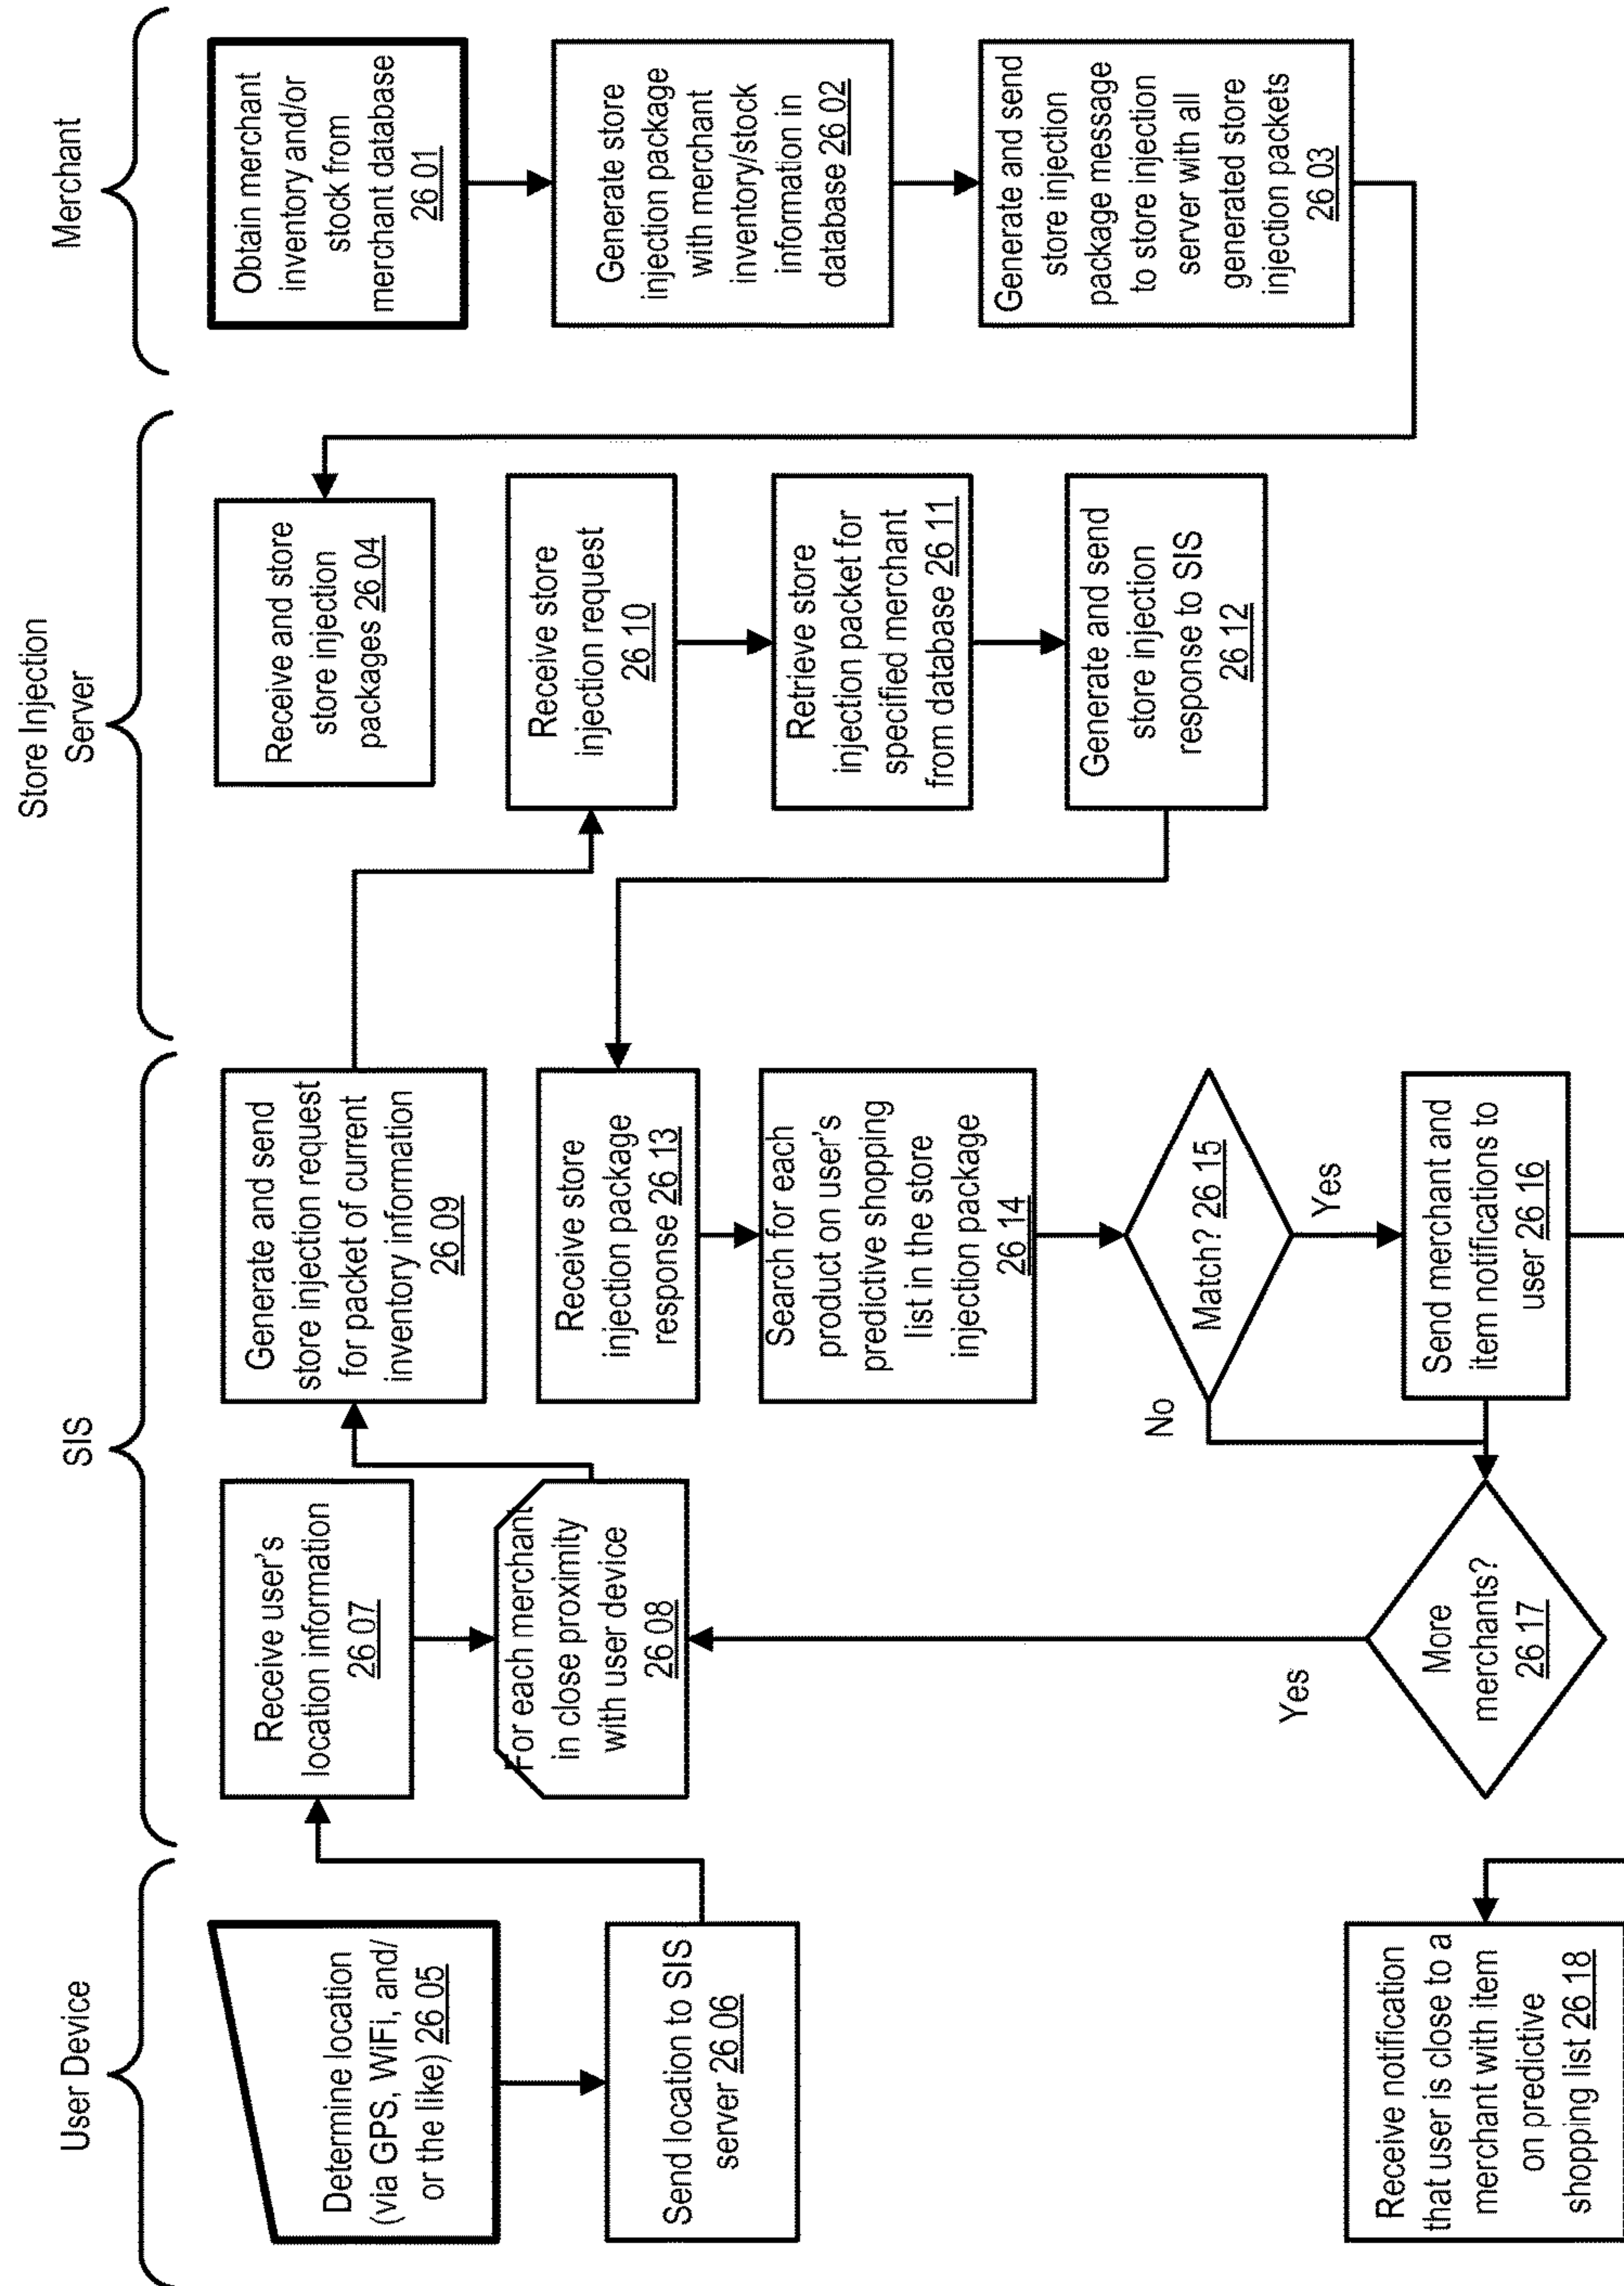 User Device
Determine location
(via GPS, WiFi, and/
or the like) 26 05
Send location to SIS
server 26 06
Receive notification
that user is close to a
merchant with item
on predictive
shopping list 26 18
SIS
Receive user's
location information
26 07
For each merchant
in close proximity
with user device
26 08
Yes
More
merchants?
26 17
Generate and send
store injection request
for packet of current
inventory information
26 09
Receive store
injection package
response 26 13
Search for each
product on user's
predictive shopping
list in the store
injection package
26 14
No
Match? 26 15
Yes
Send merchant and
item notifications to
user 26 16
Store Injection
Server
Receive and store
store injection
packages 26 04
Receive store
injection request
26 10
Retrieve store
injection packet for
specified merchant
from database 26 11
Generate and send
store injection
response to SIS
26 12
Merchant
Obtain merchant
inventory and/or
stock from
merchant database
26 01
Generate store
injection package
with merchant
inventory/stock
information in
database 26 02
Generate and send
store injection
package message
to store injection
server with all
generated store
injection packets
26 03